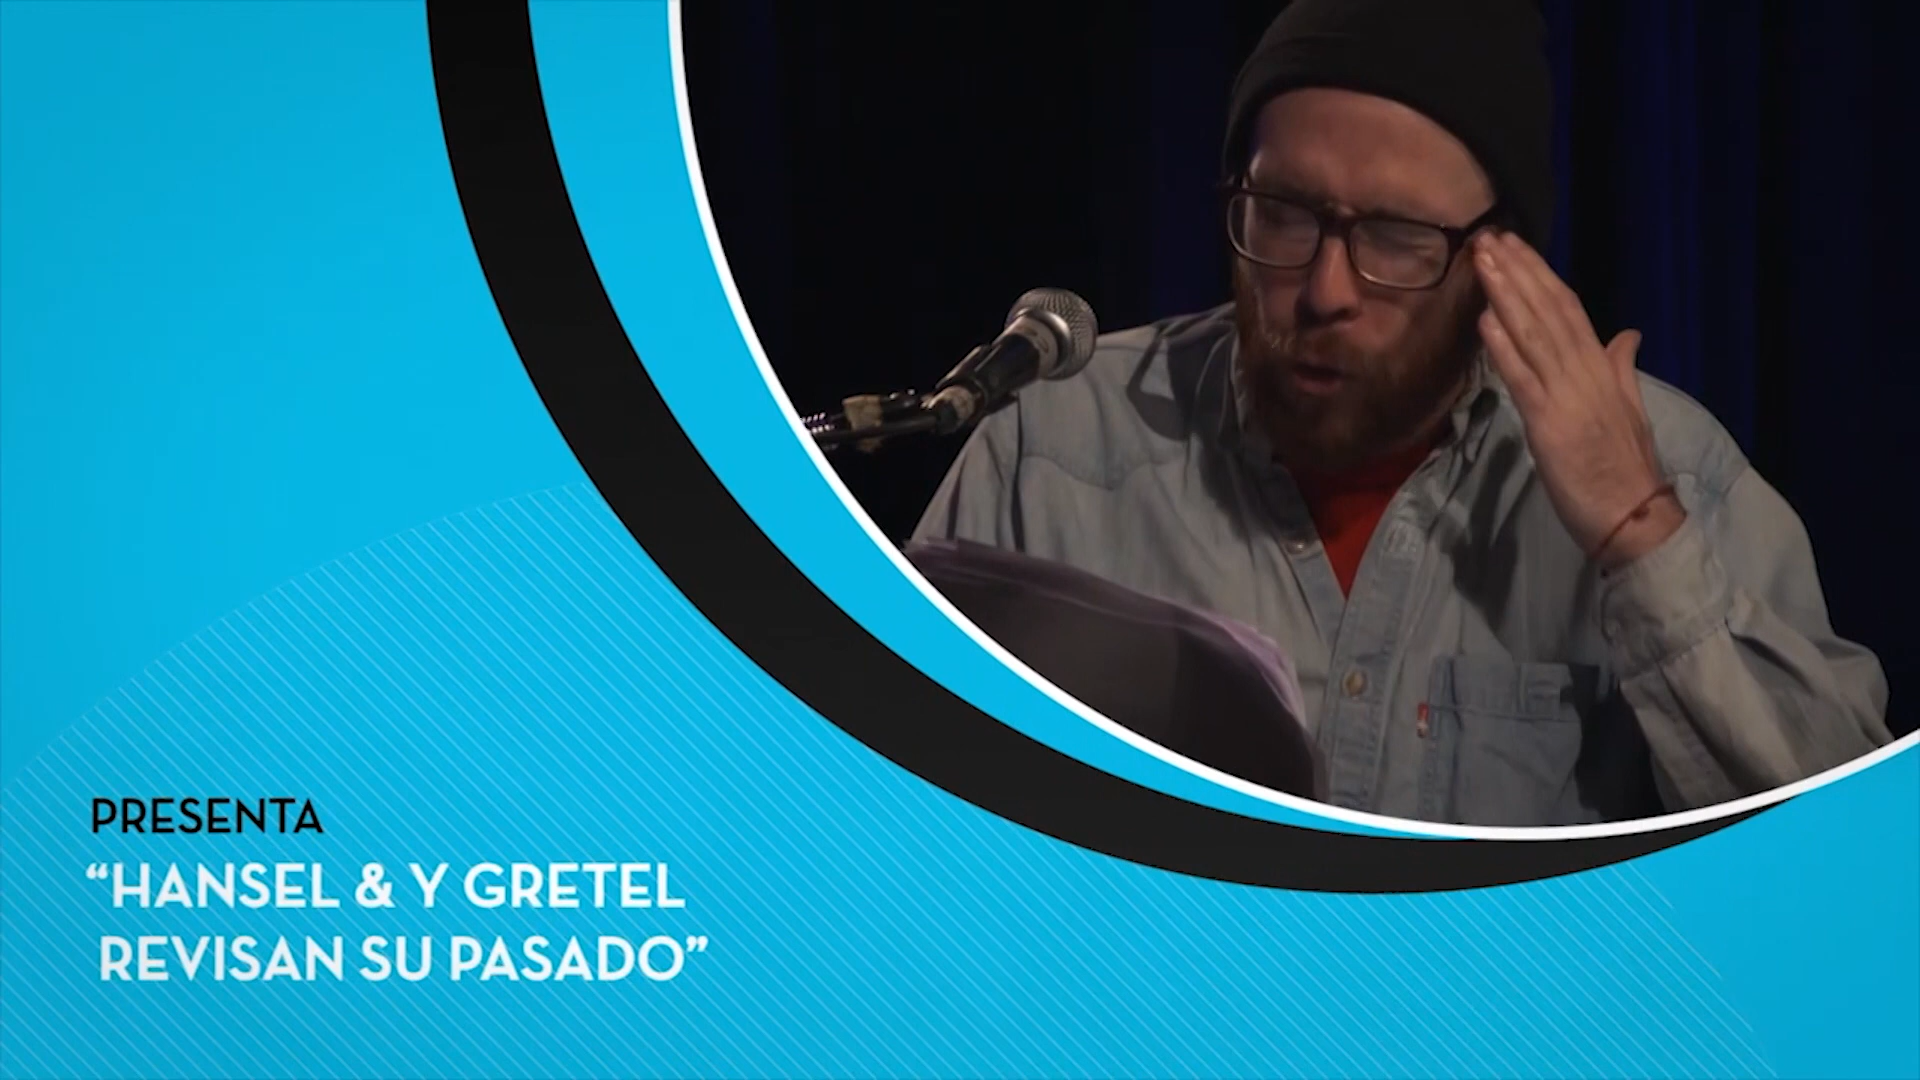 PRESENTA
“HANSEL & Y GRETEL
REVISAN SU PASADO”